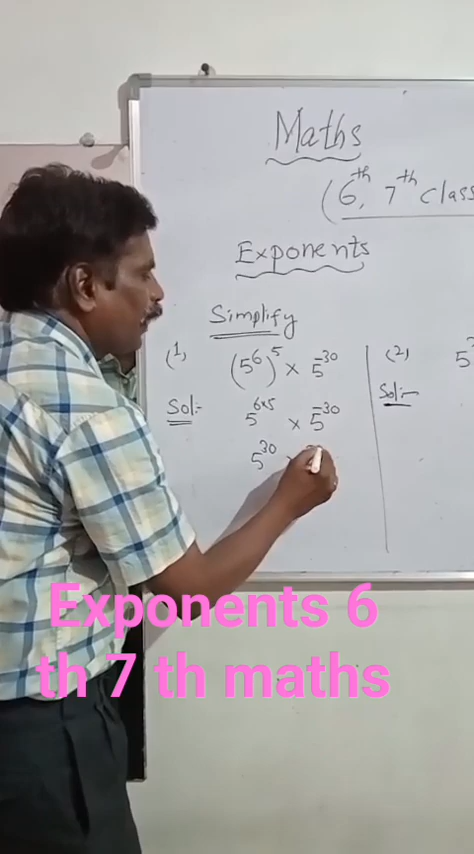 Maths
(6th, 7th class
Exponents
Simplify
(1) (5^6)^5 × 5^-30
Sol:- 5^6×5 × 5^-30
5^30 ×
(2) 5
Sol:-
Exponents 6
th 7 th maths